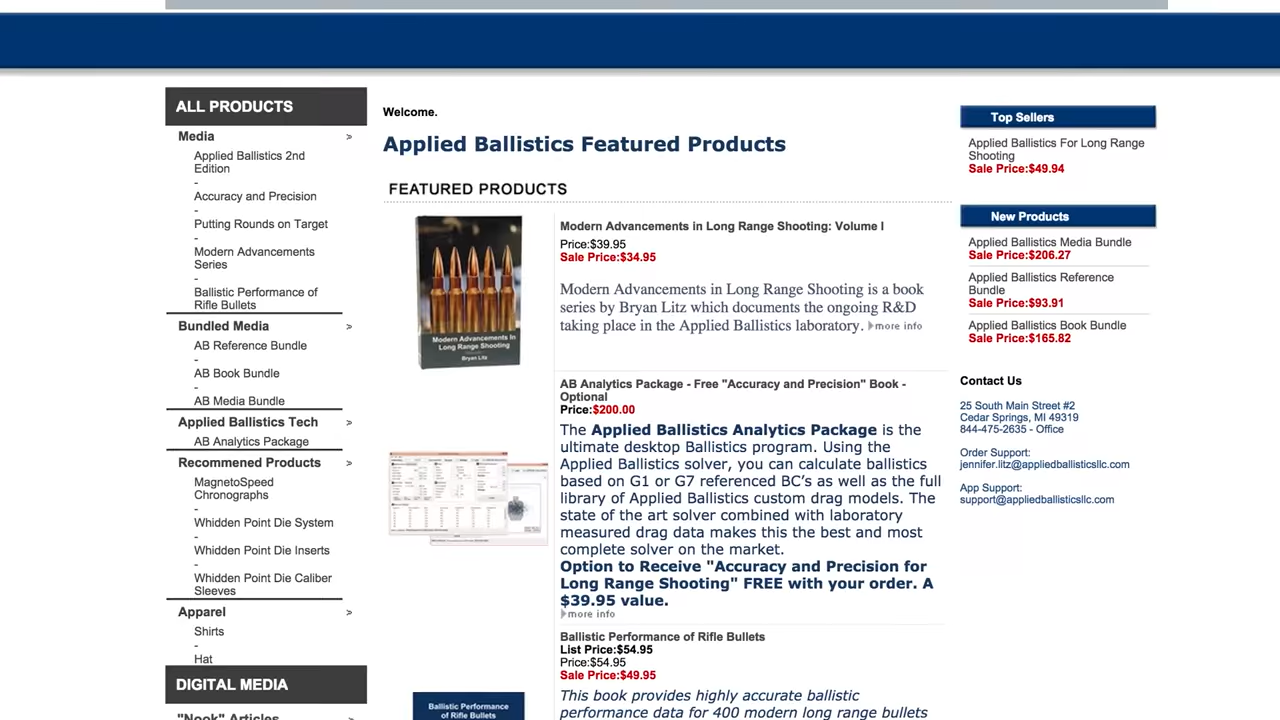 ALL PRODUCTS
Media >
Applied Ballistics 2nd
Edition
-
Accuracy and Precision
-
Putting Rounds on Target
-
Modern Advancements
Series
-
Ballistic Performance of
Rifle Bullets
Bundled Media >
AB Reference Bundle
-
AB Book Bundle
-
AB Media Bundle
Applied Ballistics Tech >
AB Analytics Package
Recommened Products >
MagnetoSpeed
Chronographs
-
Whidden Point Die System
-
Whidden Point Die Inserts
-
Whidden Point Die Caliber
Sleeves
Apparel >
Shirts
-
Hat
DIGITAL MEDIA
"Nook" Articles >
Welcome.
Applied Ballistics Featured Products
FEATURED PRODUCTS
Modern Advancements In
Long Range Shooting
Bryan Litz
Modern Advancements in Long Range Shooting: Volume I
Price:$39.95
Sale Price:$34.95
Modern Advancements in Long Range Shooting is a book
series by Bryan Litz which documents the ongoing R&D
taking place in the Applied Ballistics laboratory. more info
AB Analytics Package - Free "Accuracy and Precision" Book -
Optional
Price:$200.00
The Applied Ballistics Analytics Package is the
ultimate desktop Ballistics program. Using the
Applied Ballistics solver, you can calculate ballistics
based on G1 or G7 referenced BC's as well as the full
library of Applied Ballistics custom drag models. The
state of the art solver combined with laboratory
measured drag data makes this the best and most
complete solver on the market.
Option to Receive "Accuracy and Precision for
Long Range Shooting" FREE with your order. A
$39.95 value.
more info
Ballistic Performance of Rifle Bullets
List Price:$54.95
Price:$54.95
Sale Price:$49.95
Ballistic Performance
of Rifle Bullets
This book provides highly accurate ballistic
performance data for 400 modern long range bullets
Top Sellers
Applied Ballistics For Long Range
Shooting
Sale Price:$49.94
New Products
Applied Ballistics Media Bundle
Sale Price:$206.27
Applied Ballistics Reference
Bundle
Sale Price:$93.91
Applied Ballistics Book Bundle
Sale Price:$165.82
Contact Us
25 South Main Street #2
Cedar Springs, MI 49319
844-475-2635 - Office
Order Support:
jennifer.litz@appliedballisticsllc.com
App Support:
support@appliedballisticsllc.com